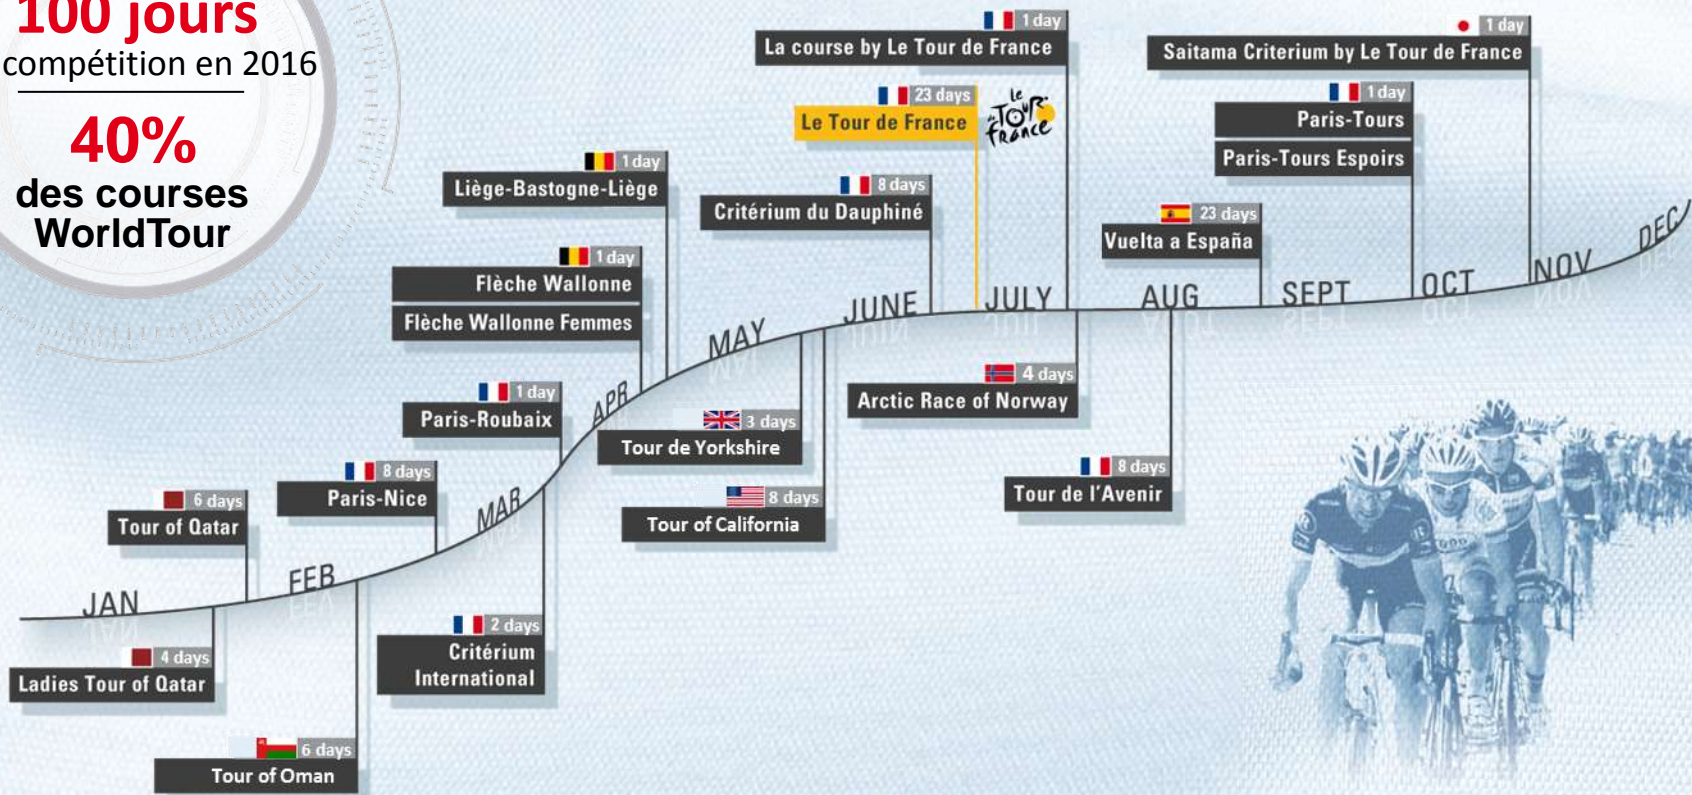 100 jours
compétition en 2016
40%
des courses
WorldTour
1 day
La course by Le Tour de France
1 day
Saitama Criterium by Le Tour de France
23 days
Le Tour de France
le
TOUR
de
france
1 day
Paris-Tours
Paris-Tours Espoirs
1 day
Liège-Bastogne-Liège
8 days
Critérium du Dauphiné
23 days
Vuelta a España
1 day
Flèche Wallonne
Flèche Wallonne Femmes
1 day
Paris-Roubaix
8 days
Paris-Nice
6 days
Tour of Qatar
JAN
FEB
MAR
APR
MAY
JUNE
JULY
AUG
SEPT
OCT
NOV
DEC
4 days
Ladies Tour of Qatar
6 days
Tour of Oman
2 days
Critérium
International
3 days
Tour de Yorkshire
8 days
Tour of California
4 days
Arctic Race of Norway
8 days
Tour de l'Avenir